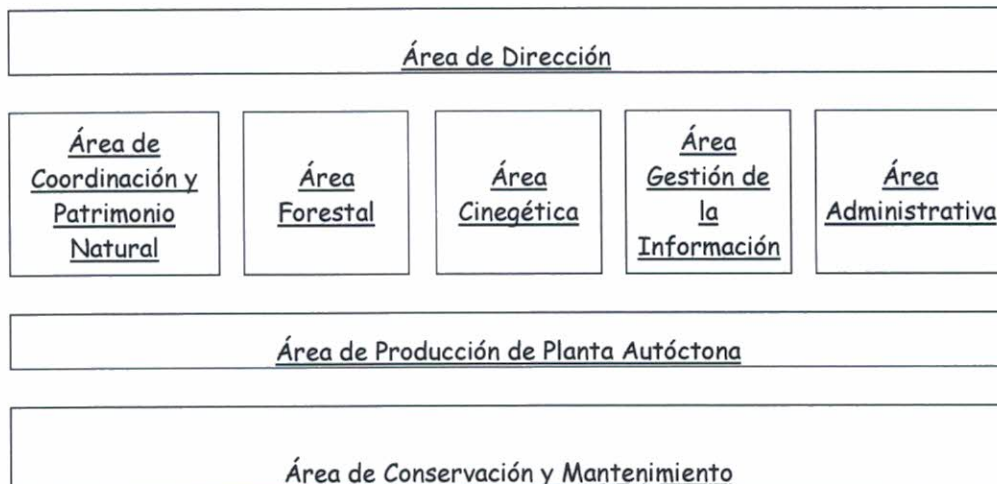 Área de Dirección
Área de
Coordinación y
Patrimonio
Natural
Área
Forestal
Área
Cinegética
Área
Gestión de
la
Información
Área
Administrativa
Área de Producción de Planta Autóctona
Área de Conservación y Mantenimiento